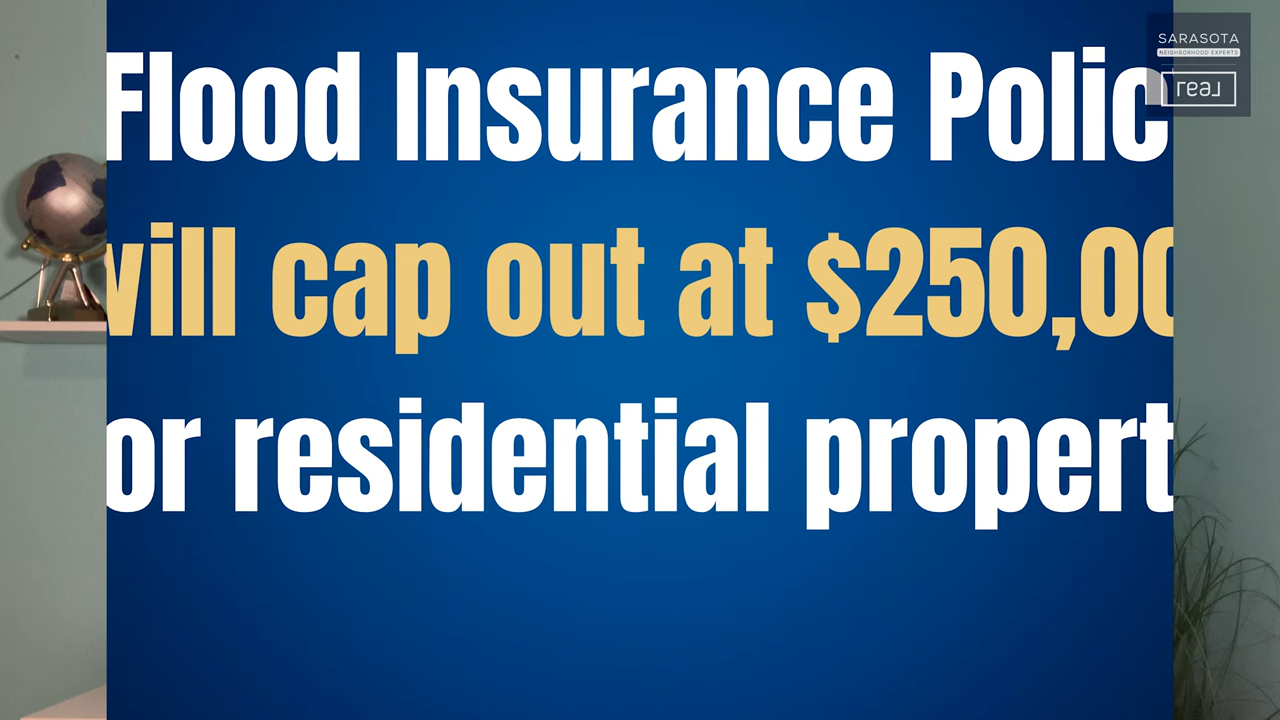 Flood Insurance Polic
vill cap out at $250,00
or residential propert
SARASOTA
NEIGHBORHOOD EXPERTS
real